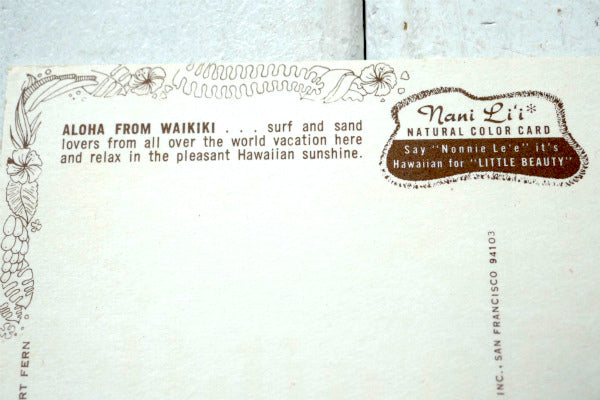 ALOHA FROM WAIKIKI . . . surf and sand
lovers from all over the world vacation here
and relax in the pleasant Hawaiian sunshine.
Nani Li'i*
NATURAL COLOR CARD
Say "Nonnie Le'e" it's
Hawaiian for "LITTLE BEAUTY"
RT FERN
INC., SAN FRANCISCO 94103